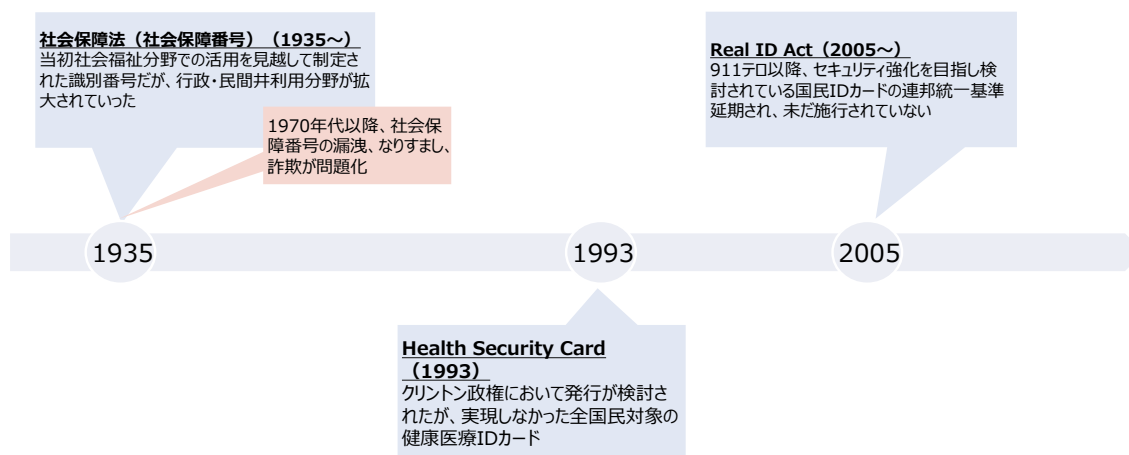 社会保障法（社会保障番号）（1935～）
当初社会福祉分野での活用を見越して制定さ
れた識別番号だが、行政・民間井利用分野が拡
大されていった
1970年代以降、社会保
障番号の漏洩、なりすまし、
詐欺が問題化
Real ID Act（2005～）
911テロ以降、セキュリティ強化を目指し検
討されている国民IDカードの連邦統一基準
延期され、未だ施行されていない
1935
1993
2005
Health Security Card
（1993）
クリントン政権において発行が検討さ
れたが、実現しなかった全国民対象の
健康医療IDカード